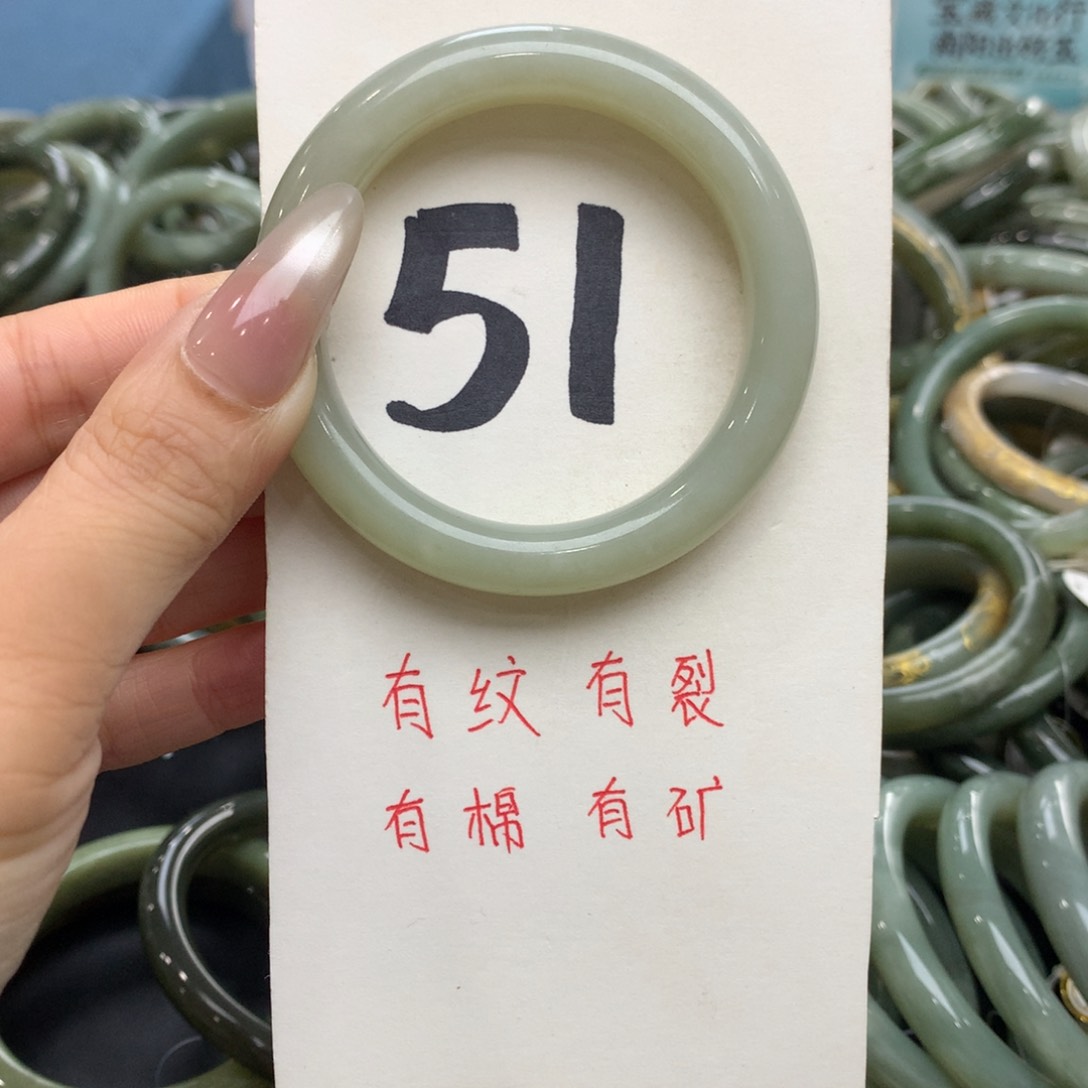 51
有纹 有裂
有棉 有矿